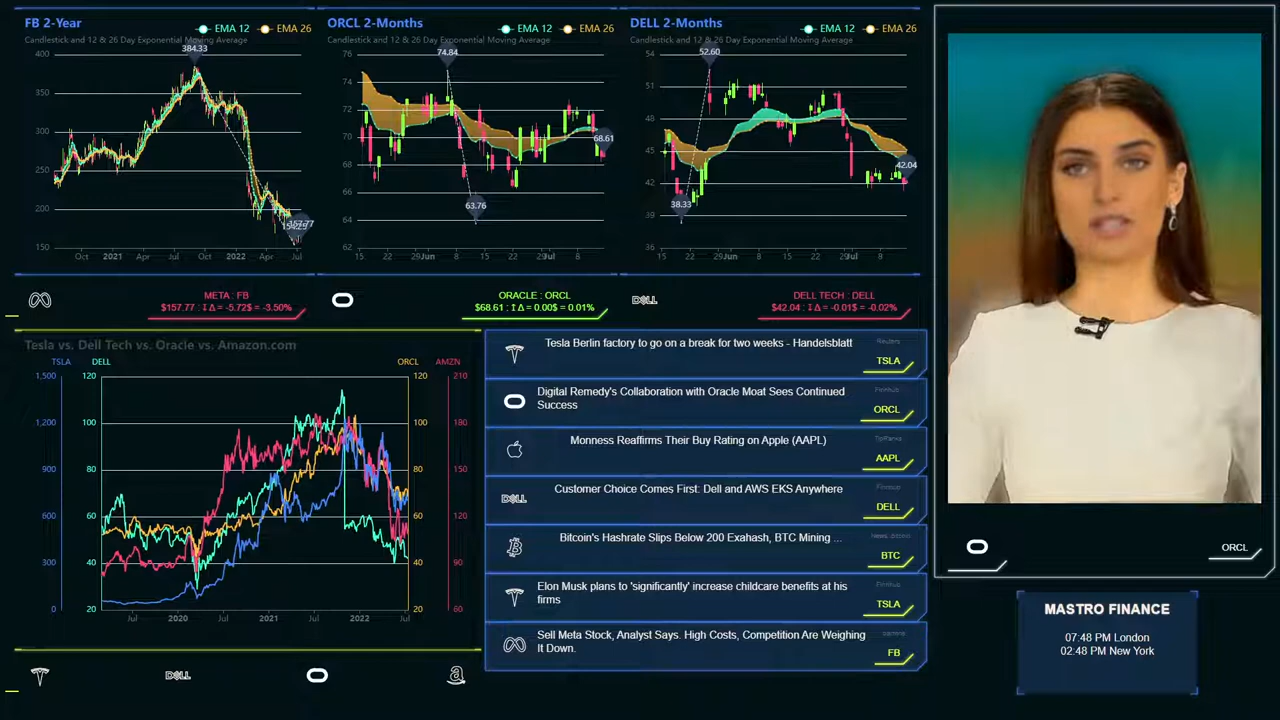 FB 2-Year
EMA 12
EMA 26
Candlestick and 12 & 26 Day Exponential Moving Average
384.33
400
350
300
250
200
150
157.77
Oct
2021
Apr
Jul
Oct
2022
Apr
Jul
ORCL 2-Months
EMA 12
EMA 26
Candlestick and 12 & 26 Day Exponential Moving Average
74.84
76
74
72
70
68
66
64
62
68.61
63.76
15
22
Jun
8
15
22
Jul
8
DELL 2-Months
EMA 12
EMA 26
Candlestick and 12 & 26 Day Exponential Moving Average
52.60
54
51
48
45
42
39
36
42.04
38.33
15
22
Jun
8
15
22
Jul
8
META : FB
$157.77 : 1 Δ = -5.72$ = -3.50%
ORACLE : ORCL
$68.61 : 1 Δ = 0.00$ = 0.01%
DELL
DELL TECH : DELL
$42.04 : 1 Δ = -0.01$ = -0.02%
Tesla vs. Dell Tech vs. Oracle vs. Amazon.com
TSLA
DELL
ORCL
AMZN
1,500
120
120
210
1,200
100
100
180
900
80
80
150
600
60
60
120
300
40
40
90
0
20
20
60
Jul
2020
Jul
2021
Jul
2022
Jul
DELL
Tesla Berlin factory to go on a break for two weeks - Handelsblatt
Reuters
TSLA
Digital Remedy's Collaboration with Oracle Moat Sees Continued
Success
Finnhub
ORCL
Monness Reaffirms Their Buy Rating on Apple (AAPL)
TipRanks
AAPL
DELL
Customer Choice Comes First: Dell and AWS EKS Anywhere
Finnhub
DELL
Bitcoin's Hashrate Slips Below 200 Exahash, BTC Mining ...
BTC
Elon Musk plans to 'significantly' increase childcare benefits at his
firms
Finnhub
TSLA
Sell Meta Stock, Analyst Says. High Costs, Competition Are Weighing
It Down.
FB
ORCL
MASTRO FINANCE
07:48 PM London
02:48 PM New York